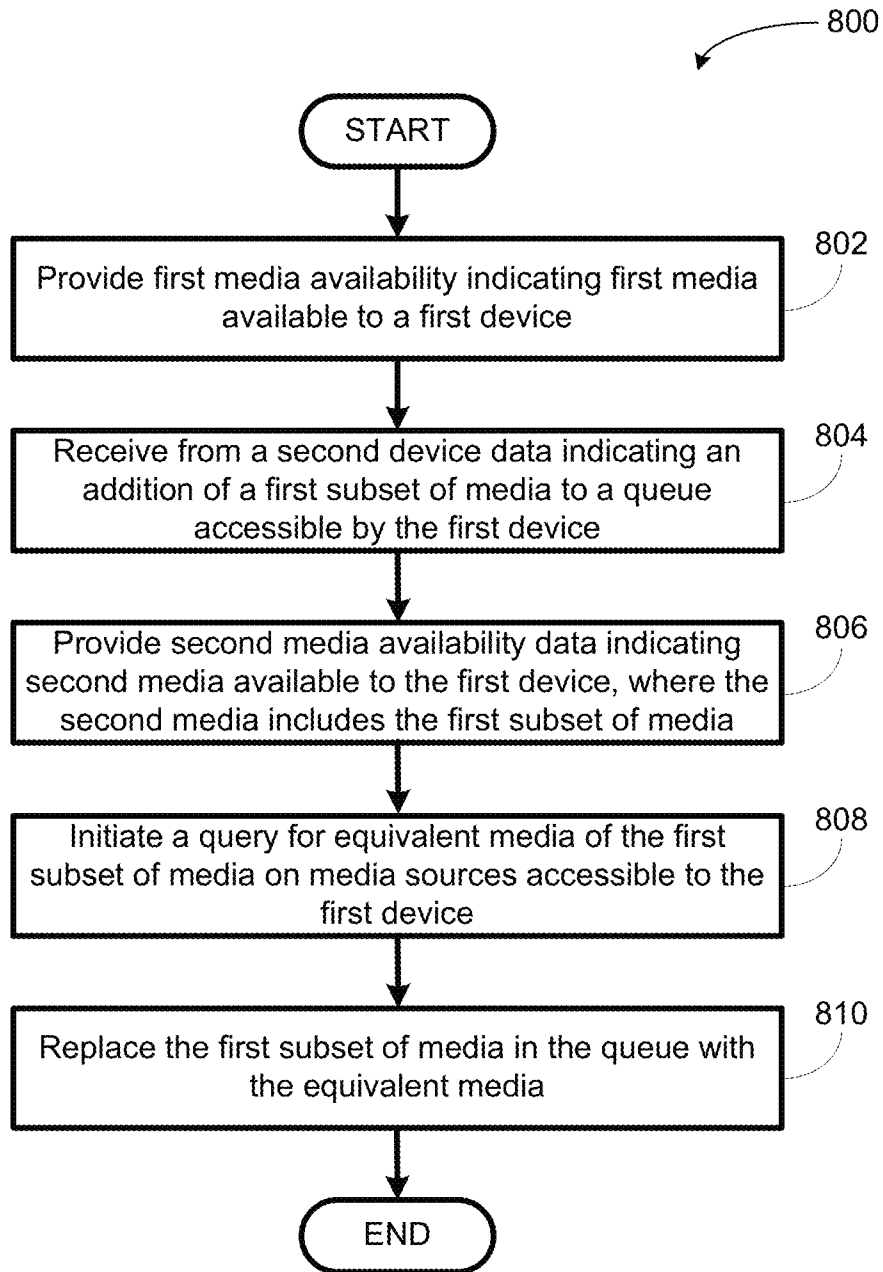 800
START
802
Provide first media availability indicating first media
available to a first device
804
Receive from a second device data indicating an
addition of a first subset of media to a queue
accessible by the first device
806
Provide second media availability data indicating
second media available to the first device, where the
second media includes the first subset of media
808
Initiate a query for equivalent media of the first
subset of media on media sources accessible to the
first device
810
Replace the first subset of media in the queue with
the equivalent media
END